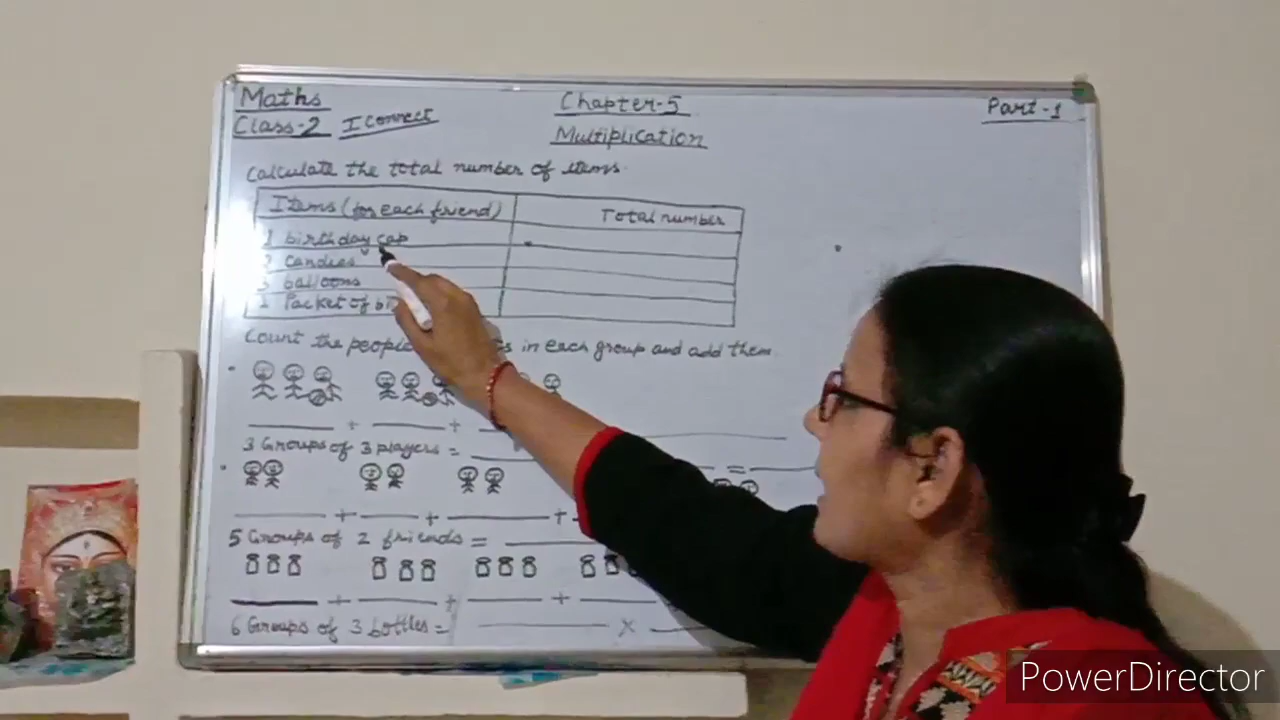 Maths Chapter-5 Part-1
Class-2 I Connect
Multiplication
Calculate the total number of items.
Items (for each friend) Total number
1 birthday cap
2 candies
3 balloons
1 Packet of
Count the in each group and add them
+ +
3 Groups of 3 players = =
+ + +
5 Groups of 2 friends =
+ + +
6 Groups of 3 bottles = X
PowerDirector